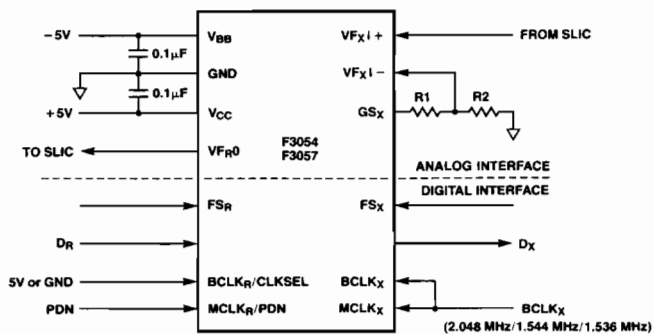 −5V VBB VFXI+ FROM SLIC
0.1µF
GND VFXI−
0.1µF R1 R2
+5V VCC GSX
TO SLIC VFR0 F3054
F3057
ANALOG INTERFACE
DIGITAL INTERFACE
FSR FSX
DR DX
5V or GND BCLKR/CLKSEL BCLKX
PDN MCLKR/PDN MCLKX BCLKX
(2.048 MHz/1.544 MHz/1.536 MHz)